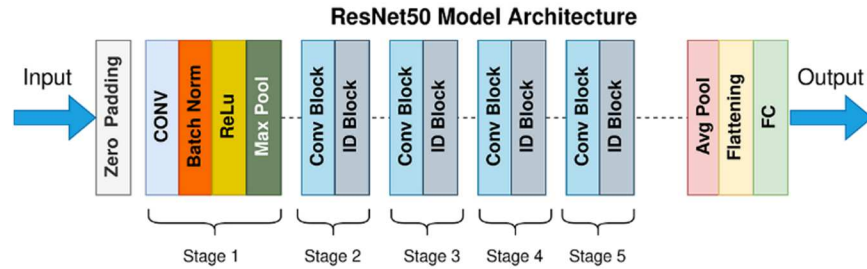 ResNet50 Model Architecture
Input
Output
Zero Padding
CONV
Batch Norm
ReLu
Max Pool
Conv Block
ID Block
Conv Block
ID Block
Conv Block
ID Block
Conv Block
ID Block
Avg Pool
Flattening
FC
Stage 1
Stage 2
Stage 3
Stage 4
Stage 5